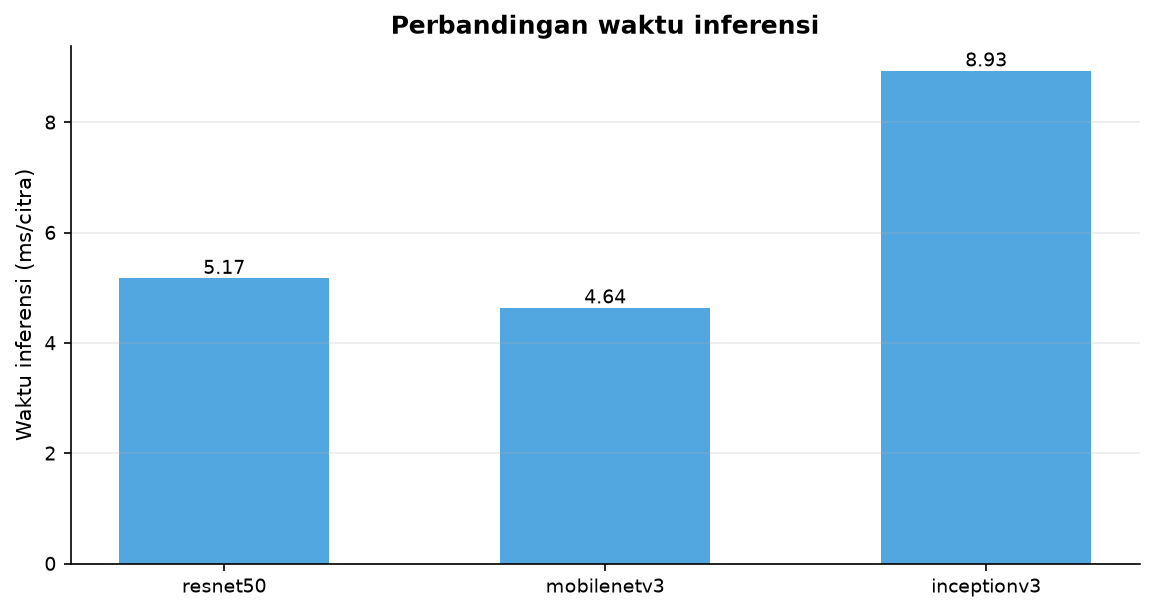 Perbandingan waktu inferensi
Waktu inferensi (ms/citra)
8
6
4
2
0
5.17
4.64
8.93
resnet50
mobilenetv3
inceptionv3